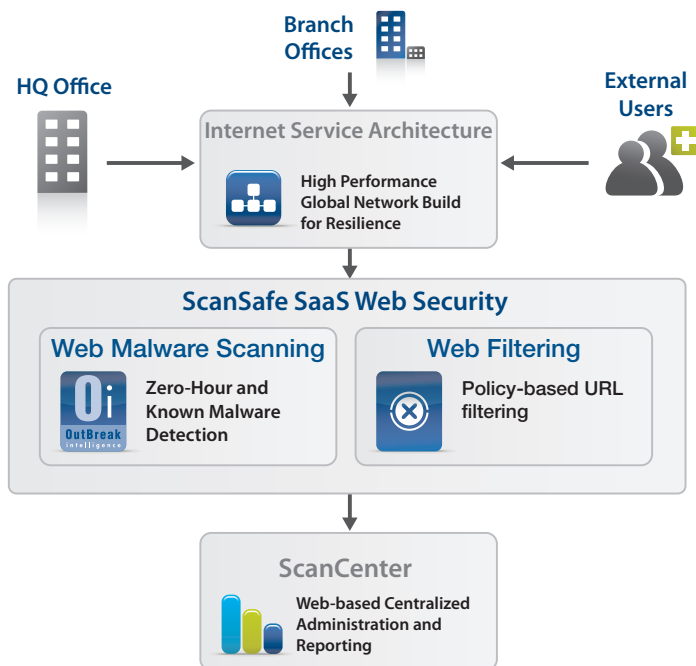 Branch
Offices
HQ Office
External
Users
Internet Service Architecture
High Performance
Global Network Build
for Resilience
ScanSafe SaaS Web Security
Web Malware Scanning
Oi
OutBreak
intelligence
Zero-Hour and
Known Malware
Detection
Web Filtering
Policy-based URL
filtering
ScanCenter
Web-based Centralized
Administration and
Reporting